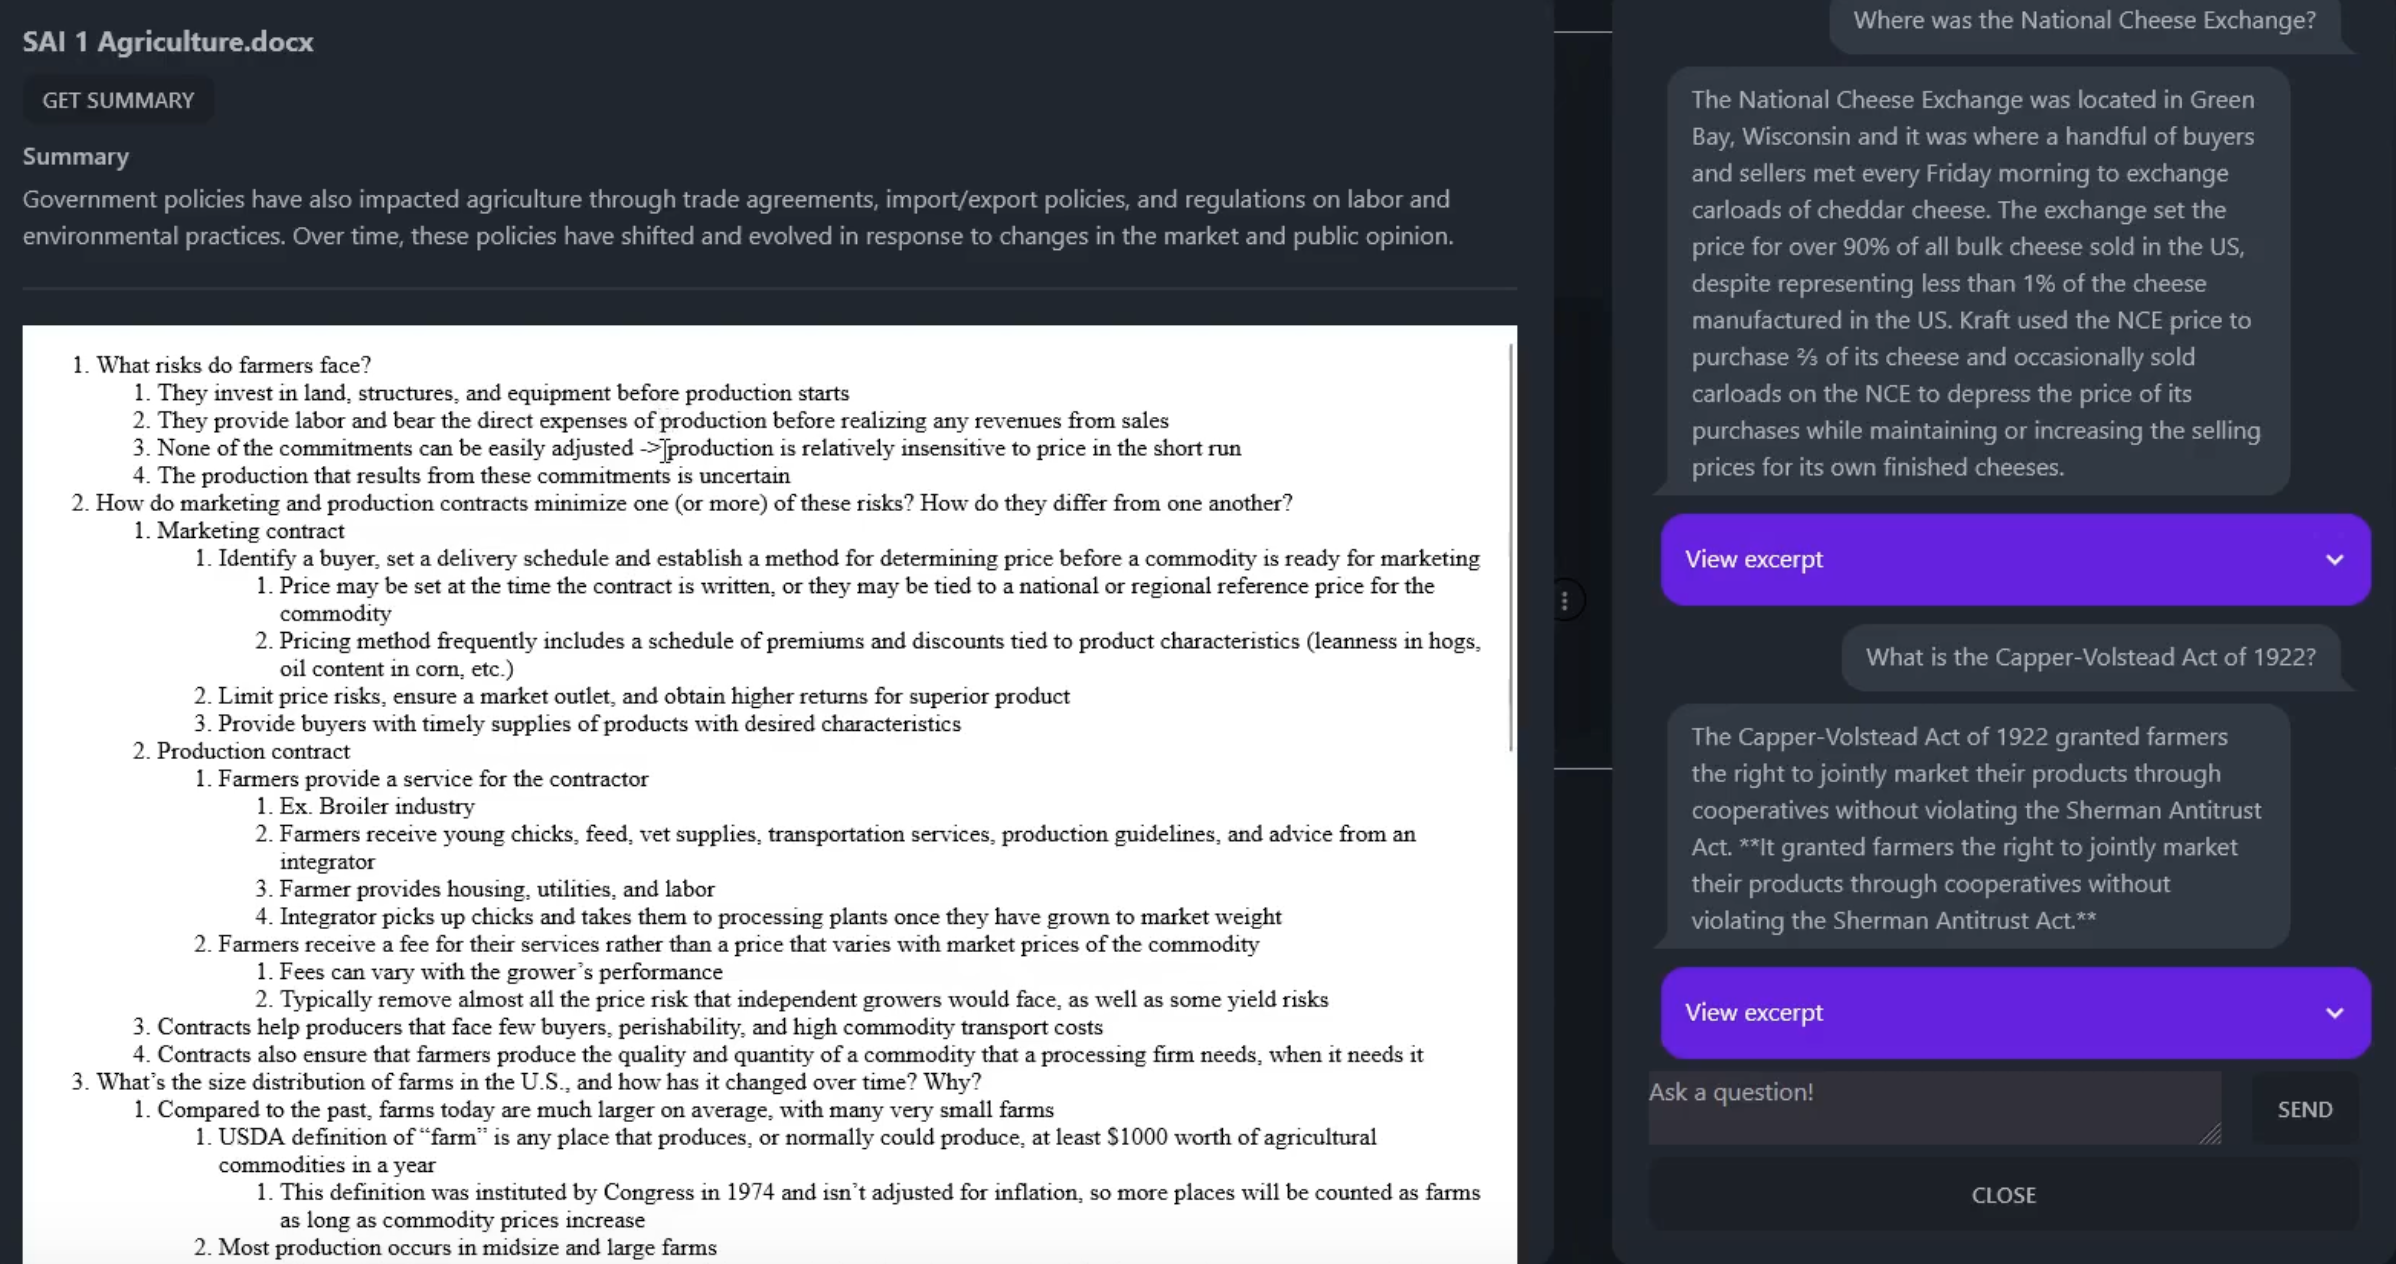 SAI 1 Agriculture.docx
GET SUMMARY
Summary
Government policies have also impacted agriculture through trade agreements, import/export policies, and regulations on labor and
environmental practices. Over time, these policies have shifted and evolved in response to changes in the market and public opinion.
1. What risks do farmers face?
1. They invest in land, structures, and equipment before production starts
2. They provide labor and bear the direct expenses of production before realizing any revenues from sales
3. None of the commitments can be easily adjusted -> production is relatively insensitive to price in the short run
4. The production that results from these commitments is uncertain
2. How do marketing and production contracts minimize one (or more) of these risks? How do they differ from one another?
1. Marketing contract
1. Identify a buyer, set a delivery schedule and establish a method for determining price before a commodity is ready for marketing
1. Price may be set at the time the contract is written, or they may be tied to a national or regional reference price for the
commodity
2. Pricing method frequently includes a schedule of premiums and discounts tied to product characteristics (leanness in hogs,
oil content in corn, etc.)
2. Limit price risks, ensure a market outlet, and obtain higher returns for superior product
3. Provide buyers with timely supplies of products with desired characteristics
2. Production contract
1. Farmers provide a service for the contractor
1. Ex. Broiler industry
2. Farmers receive young chicks, feed, vet supplies, transportation services, production guidelines, and advice from an
integrator
3. Farmer provides housing, utilities, and labor
4. Integrator picks up chicks and takes them to processing plants once they have grown to market weight
2. Farmers receive a fee for their services rather than a price that varies with market prices of the commodity
1. Fees can vary with the grower's performance
2. Typically remove almost all the price risk that independent growers would face, as well as some yield risks
3. Contracts help producers that face few buyers, perishability, and high commodity transport costs
4. Contracts also ensure that farmers produce the quality and quantity of a commodity that a processing firm needs, when it needs it
3. What's the size distribution of farms in the U.S., and how has it changed over time? Why?
1. Compared to the past, farms today are much larger on average, with many very small farms
1. USDA definition of “farm” is any place that produces, or normally could produce, at least $1000 worth of agricultural
commodities in a year
1. This definition was instituted by Congress in 1974 and isn't adjusted for inflation, so more places will be counted as farms
as long as commodity prices increase
2. Most production occurs in midsize and large farms
Where was the National Cheese Exchange?
The National Cheese Exchange was located in Green
Bay, Wisconsin and it was where a handful of buyers
and sellers met every Friday morning to exchange
carloads of cheddar cheese. The exchange set the
price for over 90% of all bulk cheese sold in the US,
despite representing less than 1% of the cheese
manufactured in the US. Kraft used the NCE price to
purchase ⅔ of its cheese and occasionally sold
carloads on the NCE to depress the price of its
purchases while maintaining or increasing the selling
prices for its own finished cheeses.
View excerpt
What is the Capper-Volstead Act of 1922?
The Capper-Volstead Act of 1922 granted farmers
the right to jointly market their products through
cooperatives without violating the Sherman Antitrust
Act. **It granted farmers the right to jointly market
their products through cooperatives without
violating the Sherman Antitrust Act.**
View excerpt
Ask a question!
SEND
CLOSE